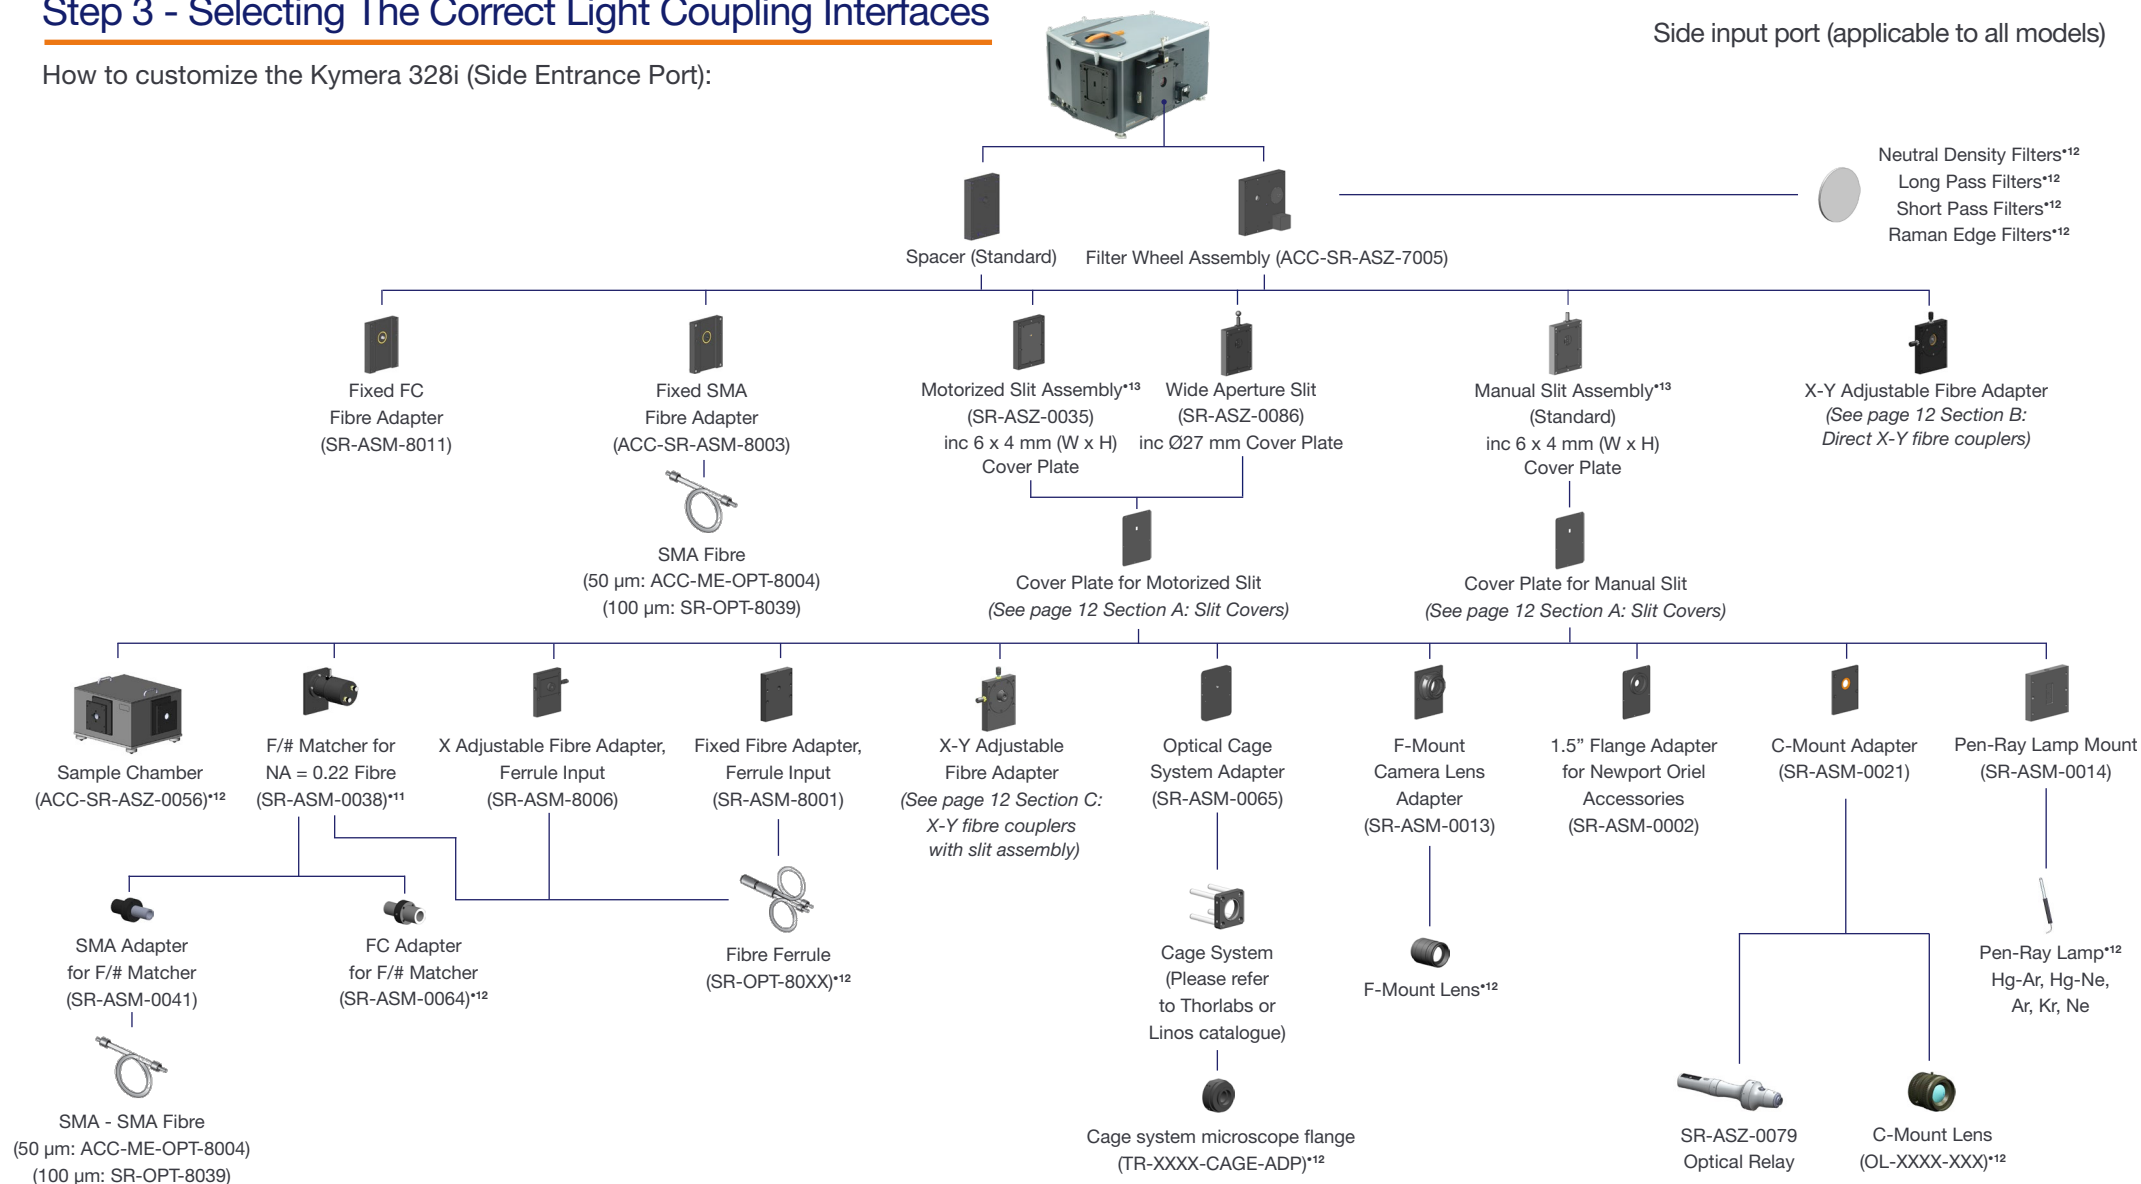 Step 3 - Selecting The Correct Light Coupling Interfaces
Side input port (applicable to all models)
How to customize the Kymera 328i (Side Entrance Port):
Neutral Density Filters•12
Long Pass Filters•12
Short Pass Filters•12
Raman Edge Filters•12
Spacer (Standard)
Filter Wheel Assembly (ACC-SR-ASZ-7005)
Fixed FC
Fibre Adapter
(SR-ASM-8011)
Fixed SMA
Fibre Adapter
(ACC-SR-ASM-8003)
Motorized Slit Assembly•13
(SR-ASZ-0035)
inc 6 x 4 mm (W x H)
Cover Plate
Wide Aperture Slit
(SR-ASZ-0086)
inc Ø27 mm Cover Plate
Manual Slit Assembly•13
(Standard)
inc 6 x 4 mm (W x H)
Cover Plate
X-Y Adjustable Fibre Adapter
(See page 12 Section B:
Direct X-Y fibre couplers)
SMA Fibre
(50 µm: ACC-ME-OPT-8004)
(100 µm: SR-OPT-8039)
Cover Plate for Motorized Slit
(See page 12 Section A: Slit Covers)
Cover Plate for Manual Slit
(See page 12 Section A: Slit Covers)
Sample Chamber
(ACC-SR-ASZ-0056)•12
F/# Matcher for
NA = 0.22 Fibre
(SR-ASM-0038)•11
X Adjustable Fibre Adapter,
Ferrule Input
(SR-ASM-8006)
Fixed Fibre Adapter,
Ferrule Input
(SR-ASM-8001)
X-Y Adjustable
Fibre Adapter
(See page 12 Section C:
X-Y fibre couplers
with slit assembly)
Optical Cage
System Adapter
(SR-ASM-0065)
F-Mount
Camera Lens
Adapter
(SR-ASM-0013)
1.5” Flange Adapter
for Newport Oriel
Accessories
(SR-ASM-0002)
C-Mount Adapter
(SR-ASM-0021)
Pen-Ray Lamp Mount
(SR-ASM-0014)
SMA Adapter
for F/# Matcher
(SR-ASM-0041)
FC Adapter
for F/# Matcher
(SR-ASM-0064)•12
Fibre Ferrule
(SR-OPT-80XX)•12
Cage System
(Please refer
to Thorlabs or
Linos catalogue)
F-Mount Lens•12
Pen-Ray Lamp•12
Hg-Ar, Hg-Ne,
Ar, Kr, Ne
SMA - SMA Fibre
(50 µm: ACC-ME-OPT-8004)
(100 µm: SR-OPT-8039)
Cage system microscope flange
(TR-XXXX-CAGE-ADP)•12
SR-ASZ-0079
Optical Relay
C-Mount Lens
(OL-XXXX-XXX)•12